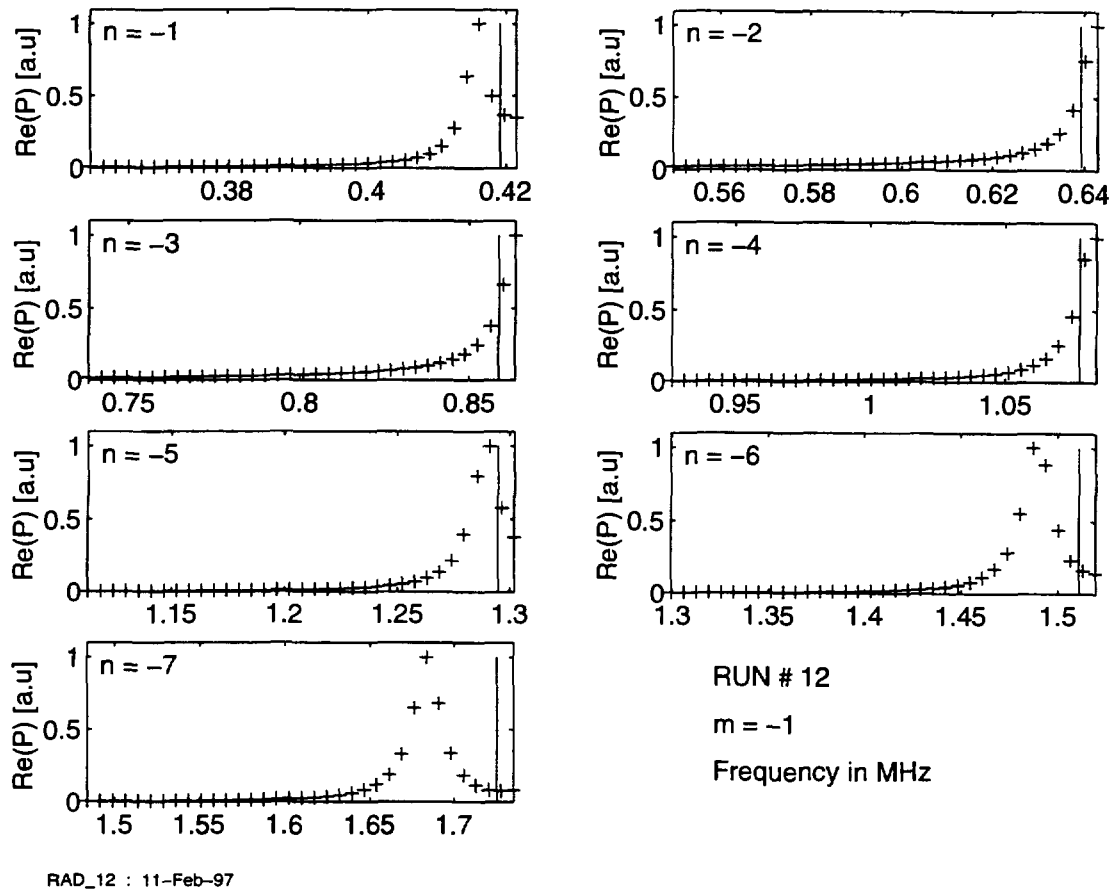 n = −1
Re(P) [a.u]
1
0.5
0
0.38 0.4 0.42
n = −2
Re(P) [a.u]
1
0.5
0
0.56 0.58 0.6 0.62 0.64
n = −3
Re(P) [a.u]
1
0.5
0
0.75 0.8 0.85
n = −4
Re(P) [a.u]
1
0.5
0
0.95 1 1.05
n = −5
Re(P) [a.u]
1
0.5
0
1.15 1.2 1.25 1.3
n = −6
Re(P) [a.u]
1
0.5
0
1.3 1.35 1.4 1.45 1.5
n = −7
Re(P) [a.u]
1
0.5
0
1.5 1.55 1.6 1.65 1.7
RUN # 12
m = −1
Frequency in MHz
RAD_12 : 11−Feb−97